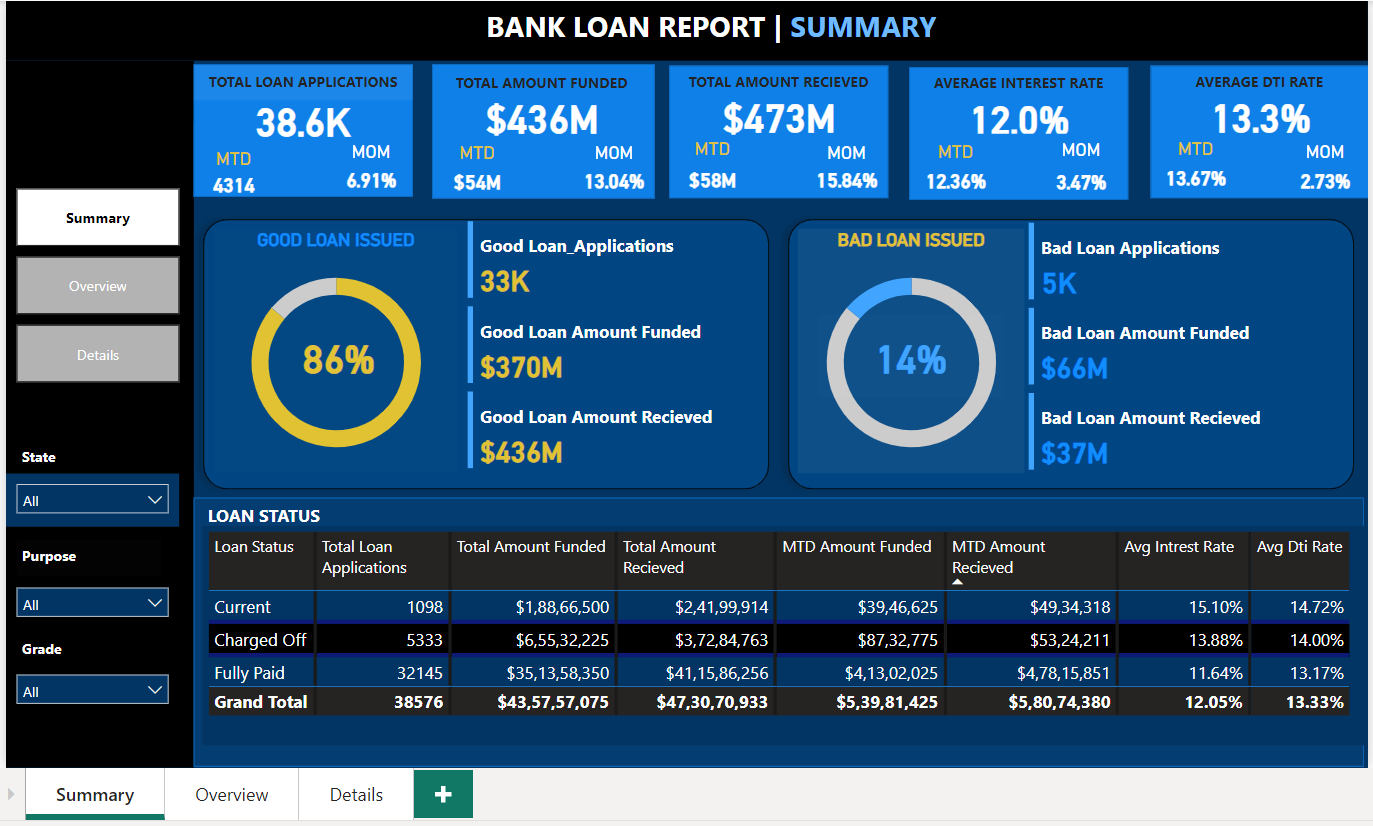 BANK LOAN REPORT | SUMMARY
TOTAL LOAN APPLICATIONS
38.6K
MTD
MOM
4314
6.91%
TOTAL AMOUNT FUNDED
$436M
MTD
MOM
$54M
13.04%
TOTAL AMOUNT RECIEVED
$473M
MTD
MOM
$58M
15.84%
AVERAGE INTEREST RATE
12.0%
MTD
MOM
12.36%
3.47%
AVERAGE DTI RATE
13.3%
MTD
MOM
13.67%
2.73%
Summary
Overview
Details
State
All
Purpose
All
Grade
All
GOOD LOAN ISSUED
86%
Good Loan_Applications
33K
Good Loan Amount Funded
$370M
Good Loan Amount Recieved
$436M
BAD LOAN ISSUED
14%
Bad Loan Applications
5K
Bad Loan Amount Funded
$66M
Bad Loan Amount Recieved
$37M
LOAN STATUS
Loan Status Total Loan Applications Total Amount Funded Total Amount Recieved MTD Amount Funded MTD Amount Recieved Avg Intrest Rate Avg Dti Rate
Current 1098 $1,88,66,500 $2,41,99,914 $39,46,625 $49,34,318 15.10% 14.72%
Charged Off 5333 $6,55,32,225 $3,72,84,763 $87,32,775 $53,24,211 13.88% 14.00%
Fully Paid 32145 $35,13,58,350 $41,15,86,256 $4,13,02,025 $4,78,15,851 11.64% 13.17%
Grand Total 38576 $43,57,57,075 $47,30,70,933 $5,39,81,425 $5,80,74,380 12.05% 13.33%
Summary Overview Details +